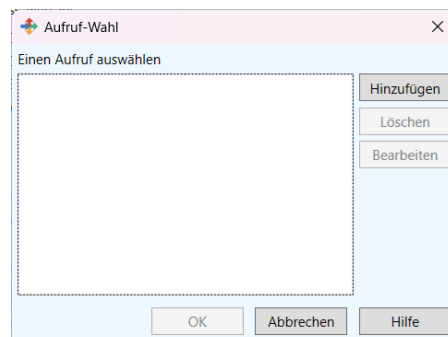 Aufruf-Wahl
Einen Aufruf auswählen
Hinzufügen
Löschen
Bearbeiten
OK Abbrechen Hilfe